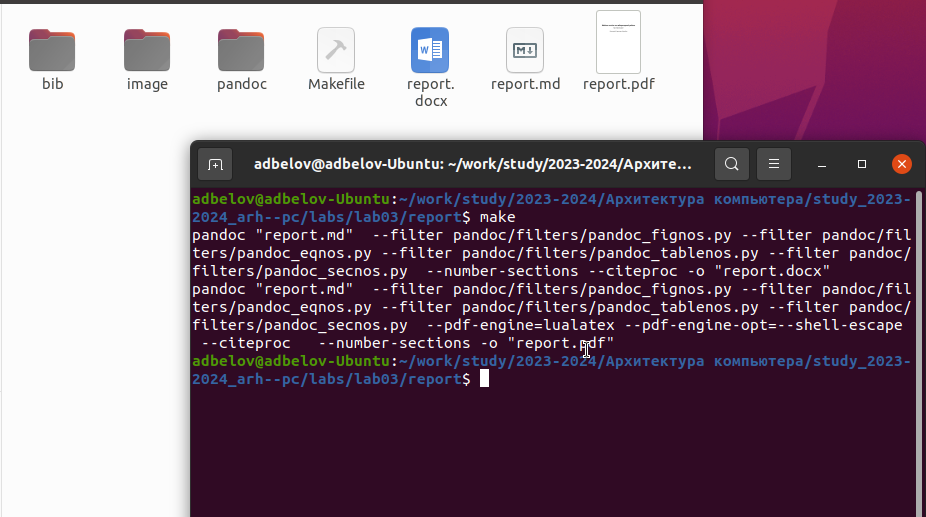 bib
image
pandoc
Makefile
report.
docx
report.md
report.pdf
adbelov@adbelov-Ubuntu: ~/work/study/2023-2024/Архите...
adbelov@adbelov-Ubuntu:~/work/study/2023-2024/Архитектура компьютера/study_2023-
2024_arh--pc/labs/lab03/report$ make
pandoc "report.md"  --filter pandoc/filters/pandoc_fignos.py --filter pandoc/fil
ters/pandoc_eqnos.py --filter pandoc/filters/pandoc_tablenos.py --filter pandoc/
filters/pandoc_secnos.py  --number-sections --citeproc -o "report.docx"
pandoc "report.md"  --filter pandoc/filters/pandoc_fignos.py --filter pandoc/fil
ters/pandoc_eqnos.py --filter pandoc/filters/pandoc_tablenos.py --filter pandoc/
filters/pandoc_secnos.py  --pdf-engine=lualatex --pdf-engine-opt=--shell-escape
 --citeproc   --number-sections -o "report.pdf"
adbelov@adbelov-Ubuntu:~/work/study/2023-2024/Архитектура компьютера/study_2023-
2024_arh--pc/labs/lab03/report$